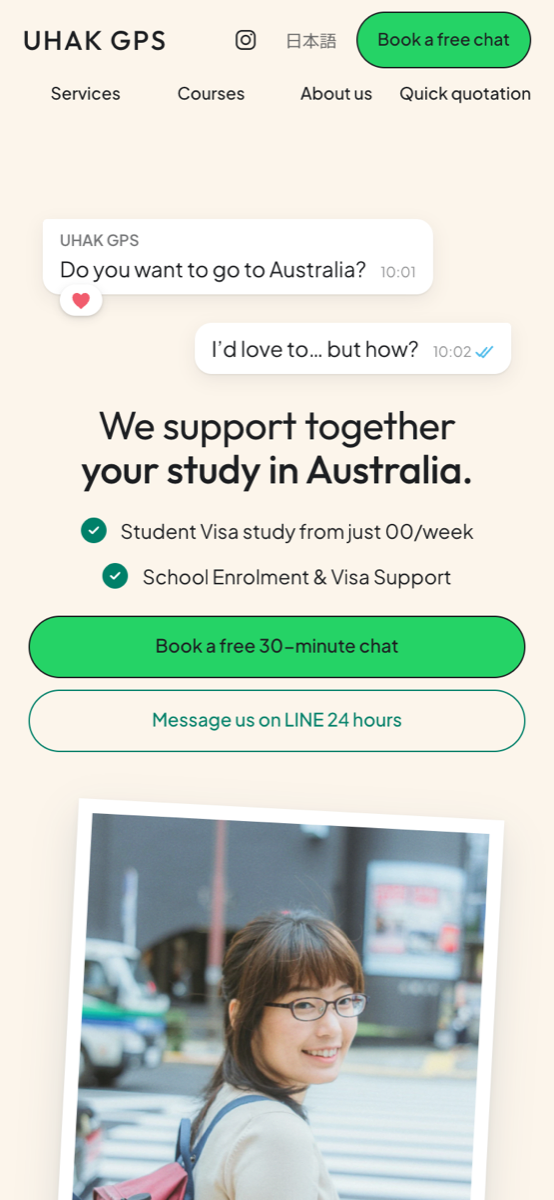 UHAK GPS
日本語
Book a free chat
Services
Courses
About us
Quick quotation
UHAK GPS
Do you want to go to Australia? 10:01
I'd love to... but how? 10:02
We support together
your study in Australia.
Student Visa study from just 00/week
School Enrolment & Visa Support
Book a free 30-minute chat
Message us on LINE 24 hours